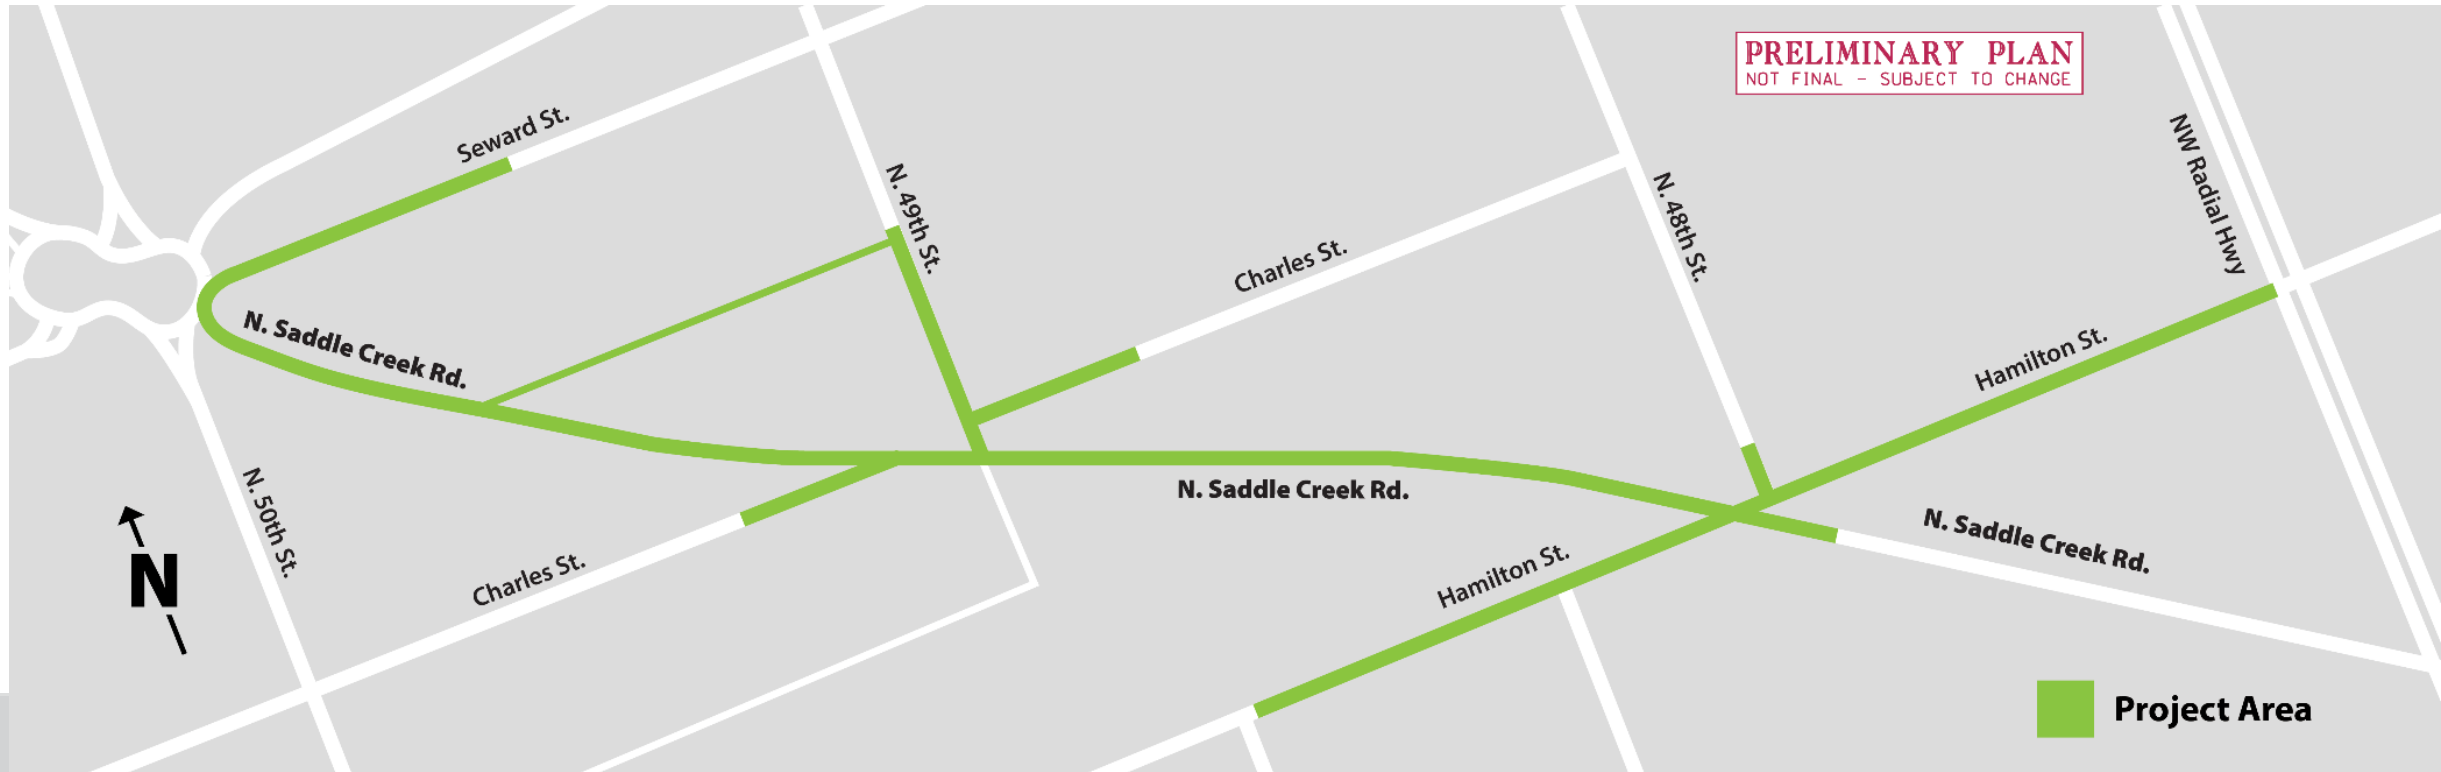 PRELIMINARY PLAN
NOT FINAL – SUBJECT TO CHANGE
Seward St.
N. 49th St.
NW Radial Hwy
N. 48th St.
Charles St.
N. Saddle Creek Rd.
Hamilton St.
N. 50th St.
N. Saddle Creek Rd.
N. Saddle Creek Rd.
N
Charles St.
Hamilton St.
Project Area